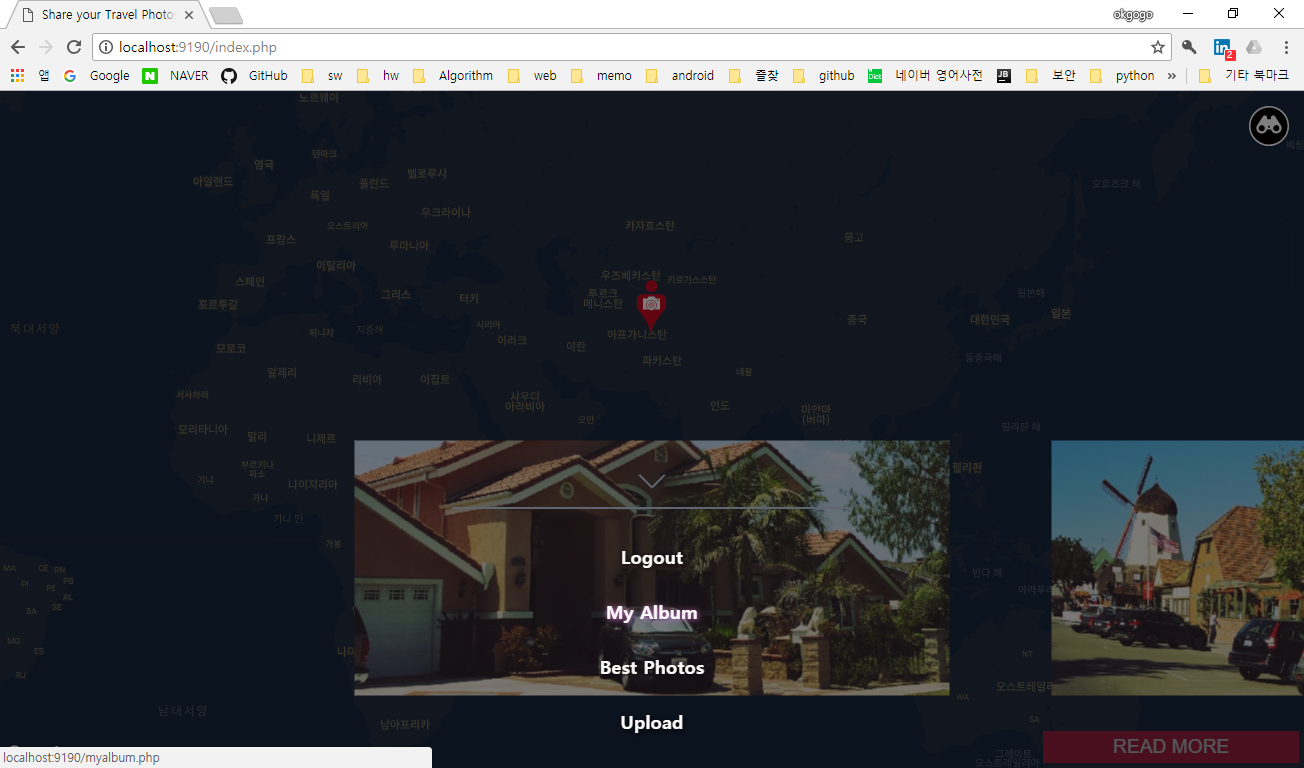 Share your Travel Photo
okgogo
localhost:9190/index.php
2
앱 Google NAVER GitHub sw hw Algorithm web memo android 즐찾 github 네이버 영어사전 보안 python » 기타 북마크
노르웨이
영국 덴마크
아일랜드 독일 폴란드 벨로루시
오스트리아 우크라이나
프랑스 루마니아
이탈리아
스페인
포르투갈 그리스 터키
북대서양 튀니지 지중해 시리아
모로코 이라크 이란
알제리 리비아 이집트
서사하라 사우디
아리비아 오만
모리타니아 말리 니제르
기니 부르키나
파소 나이지리아
가나
기니 만
가봉
카자흐스탄 몽고
우즈베키스탄 키르기스스탄
투르크
메니스탄
아프가니스탄
파키스탄
네팔
인도 미얀마
(버마)
중국 대한민국 일본
일본해
동중국해
오호츠크 해
베링
필리핀 해
필리핀
반다 해
아라푸라
MA CE RN
PI PE PB
AL
BA SE
MG
ES
RJ
남대서양
남아프리카
NT
WA 오스트레일리
SA
그레이트
오스트레일리아
Logout
My Album
Best Photos
Upload
READ MORE
localhost:9190/myalbum.php